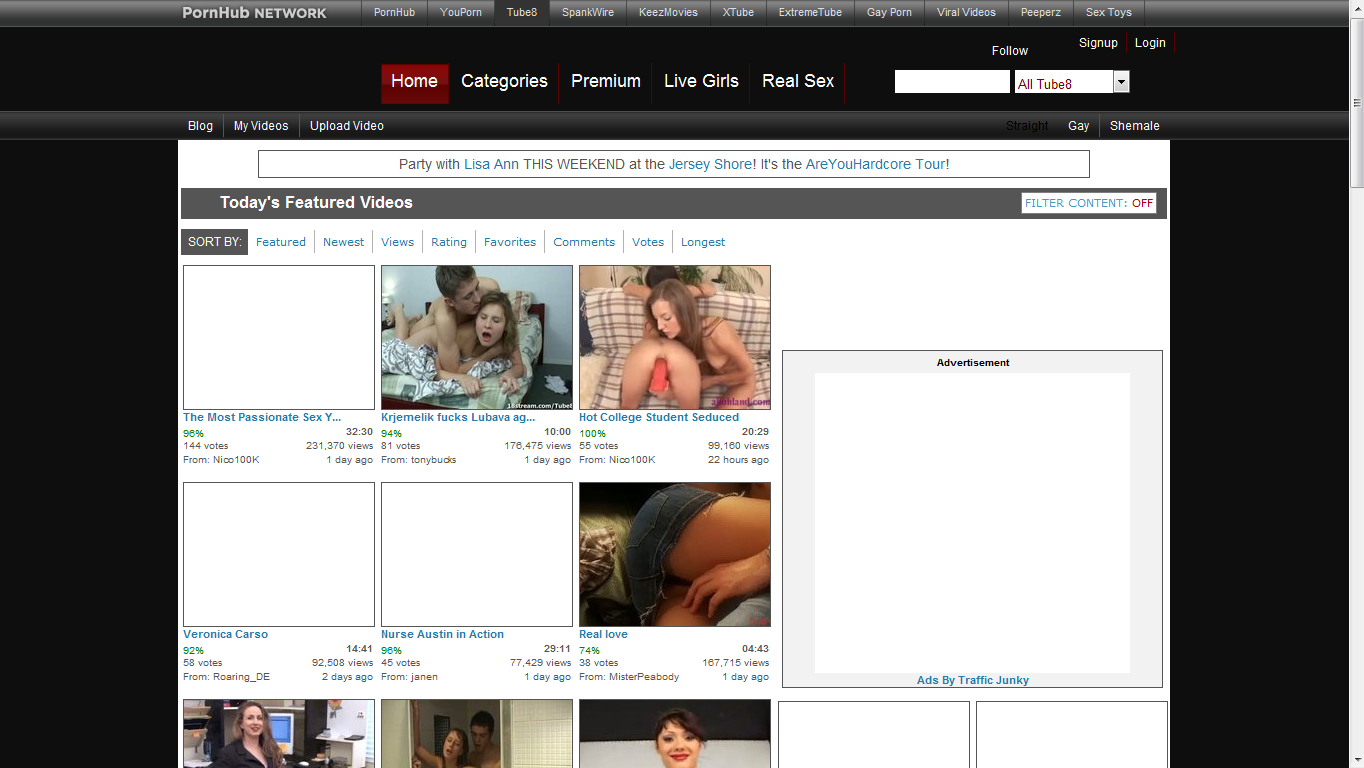 PornHub NETWORK PornHub YouPorn Tube8 SpankWire KeezMovies XTube ExtremeTube Gay Porn Viral Videos Peeperz Sex Toys
Follow Signup Login
Home Categories Premium Live Girls Real Sex All Tube8
Blog My Videos Upload Video Straight Gay Shemale
Party with Lisa Ann THIS WEEKEND at the Jersey Shore! It's the AreYouHardcore Tour!
Today's Featured Videos FILTER CONTENT: OFF
SORT BY: Featured Newest Views Rating Favorites Comments Votes Longest
The Most Passionate Sex Y...
96% 32:30
144 votes 231,370 views
From: Nico100K 1 day ago
Krjemelik fucks Lubava ag...
94% 10:00
81 votes 176,475 views
From: tonybucks 1 day ago
Hot College Student Seduced
100% 20:29
55 votes 99,160 views
From: Nico100K 22 hours ago
Advertisement
Veronica Carso
92% 14:41
58 votes 92,508 views
From: Roaring_DE 2 days ago
Nurse Austin in Action
96% 29:11
45 votes 77,429 views
From: janen 1 day ago
Real love
74% 04:43
38 votes 167,715 views
From: MisterPeabody 1 day ago
Ads By Traffic Junky